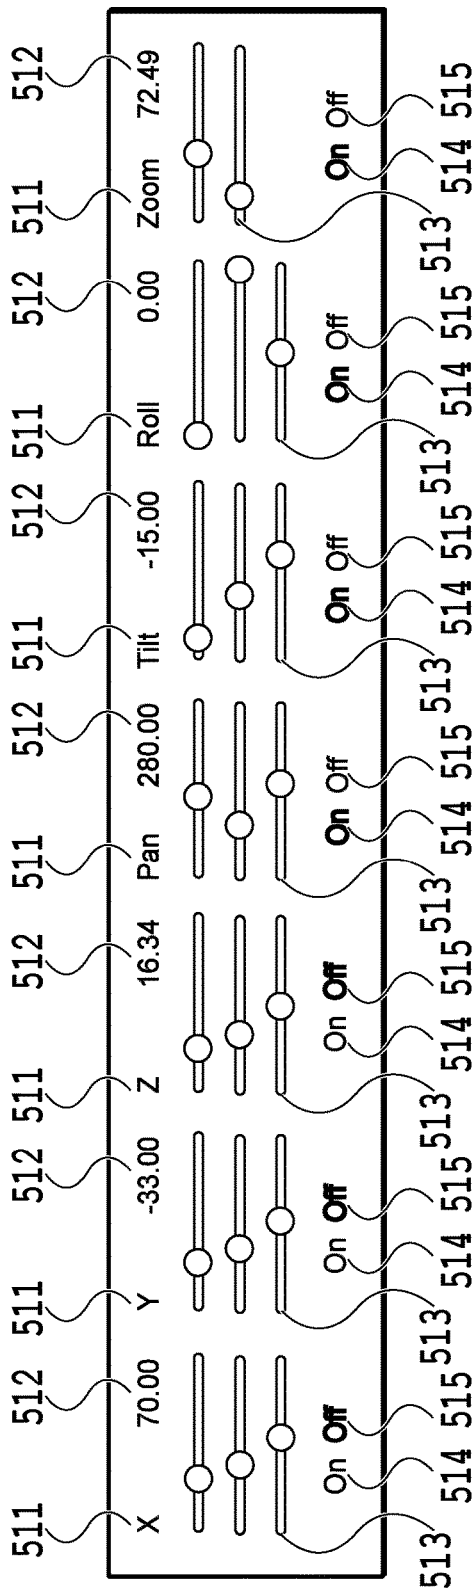 511 512 511 512 511 512 511 512 511 512 511 512 511 512
X 70.00 Y -33.00 Z 16.34 Pan 280.00 Tilt -15.00 Roll 0.00 Zoom 72.49
On Off On Off On Off On Off On Off On Off On Off
513 514 515 513 514 515 513 514 515 513 514 515 513 514 515 513 514 515 513 514 515